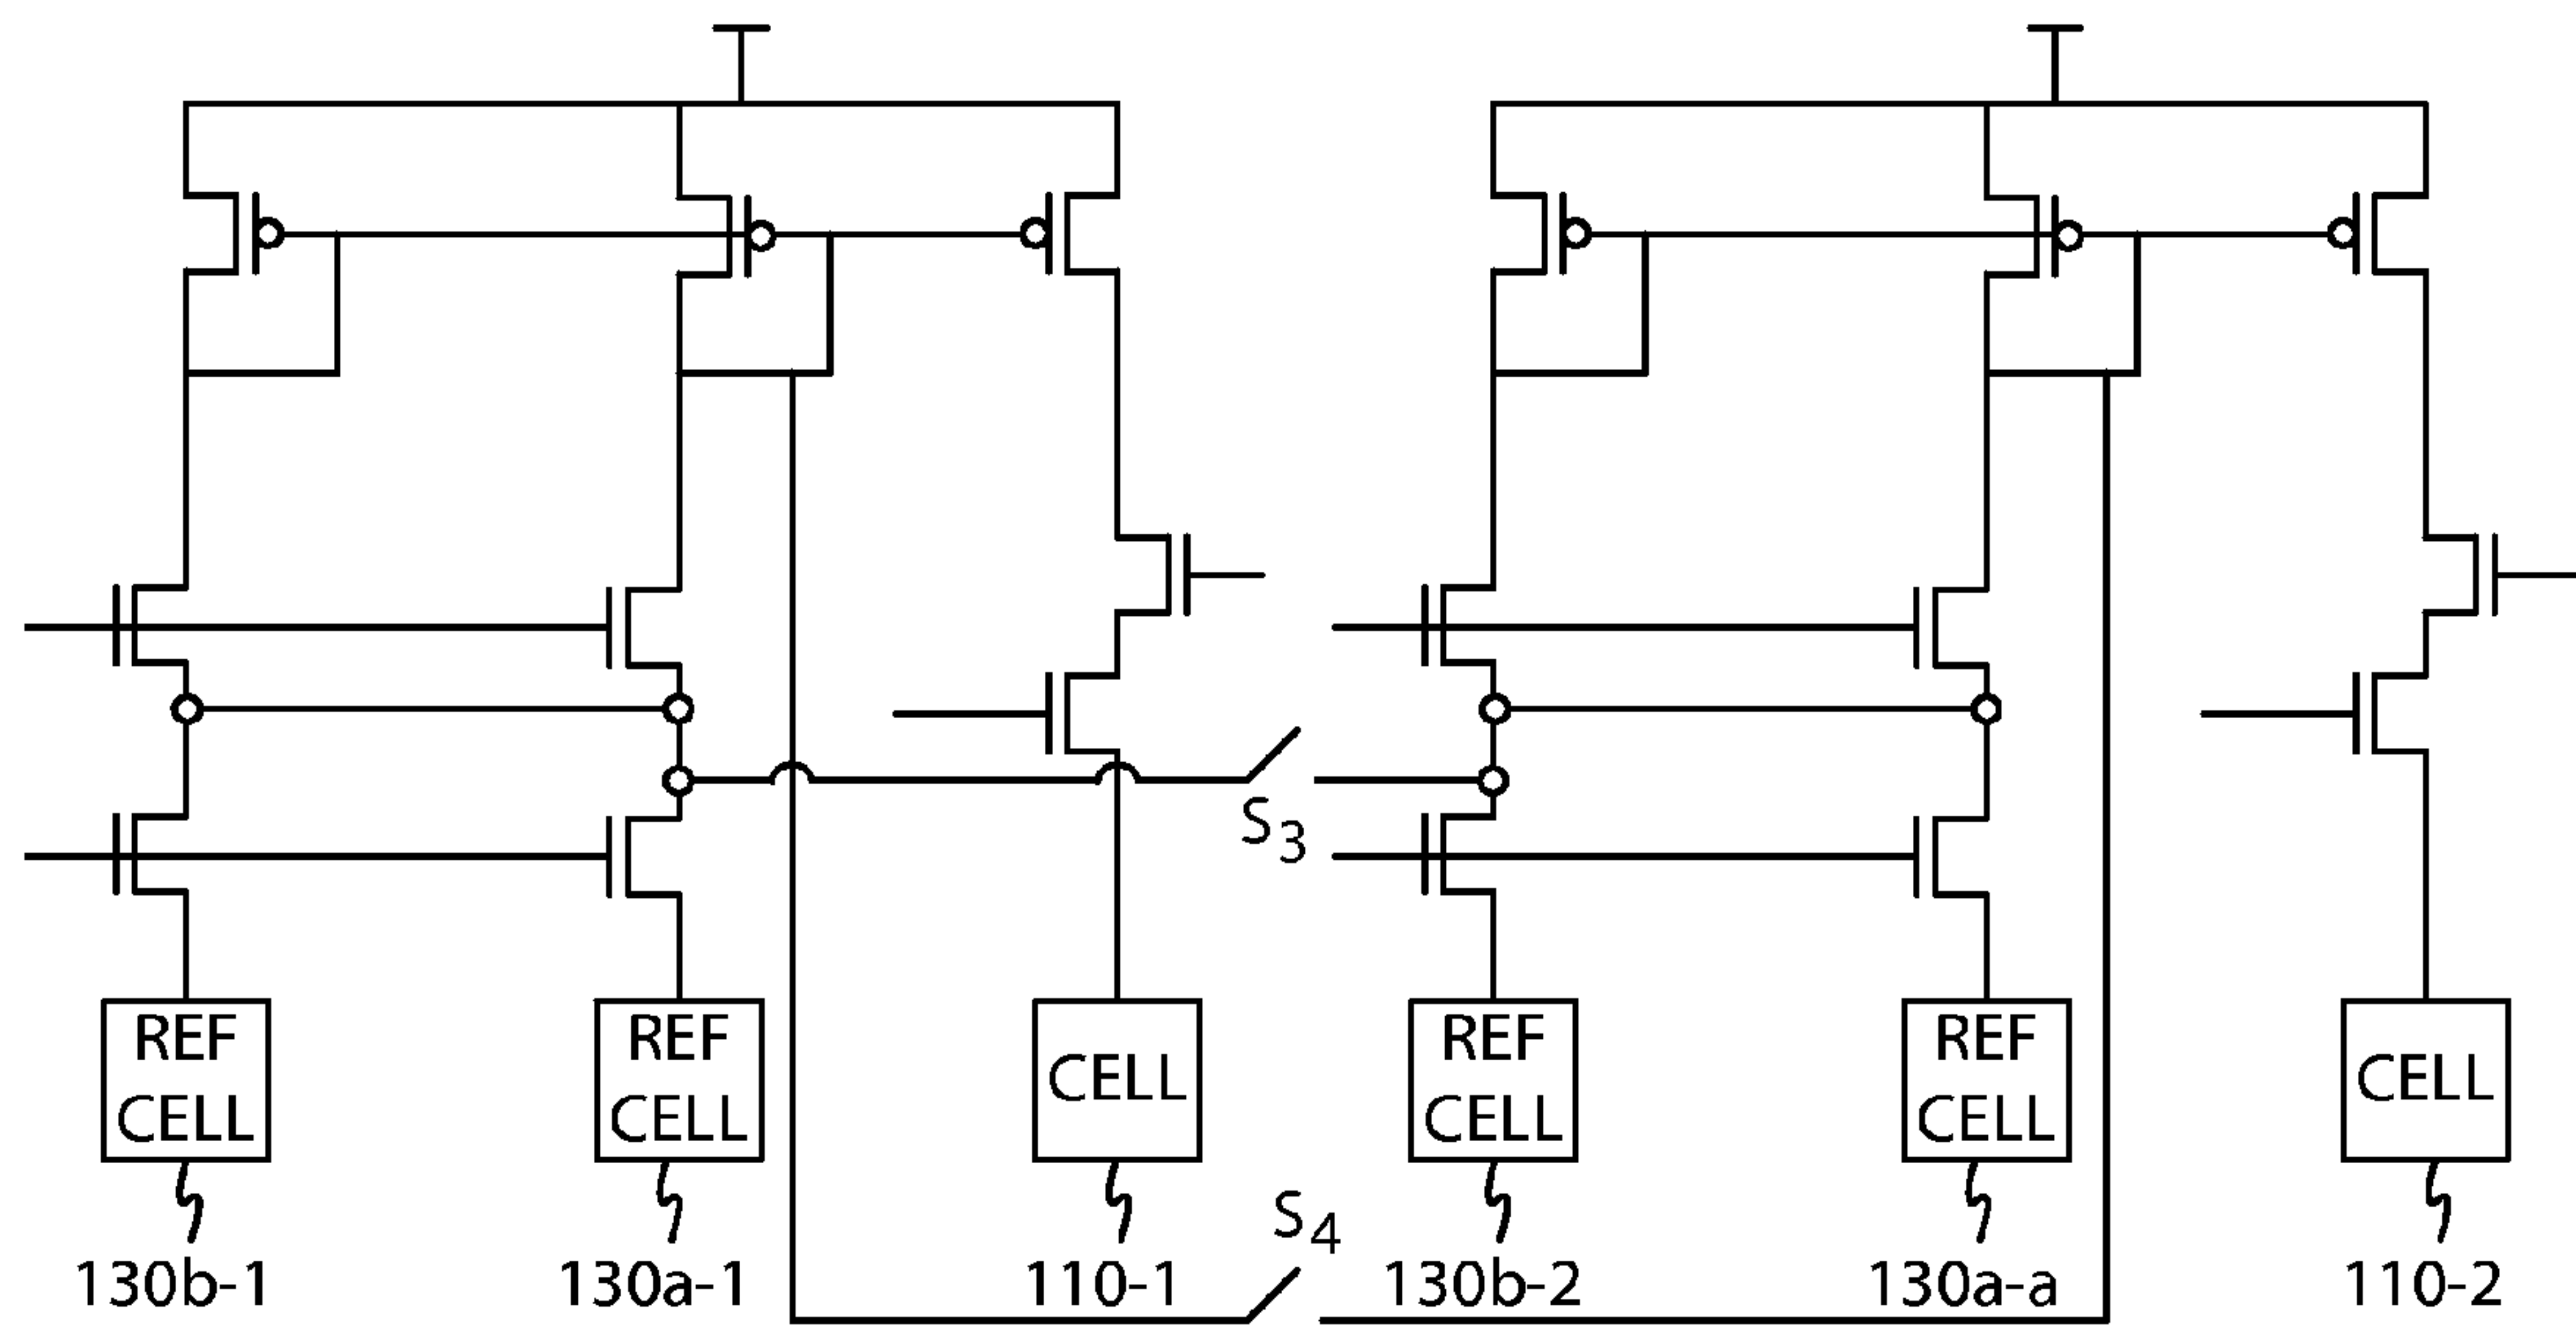 S3
REF
CELL
REF
CELL
CELL
REF
CELL
REF
CELL
CELL
S4
130b-1
130a-1
110-1
130b-2
130a-a
110-2